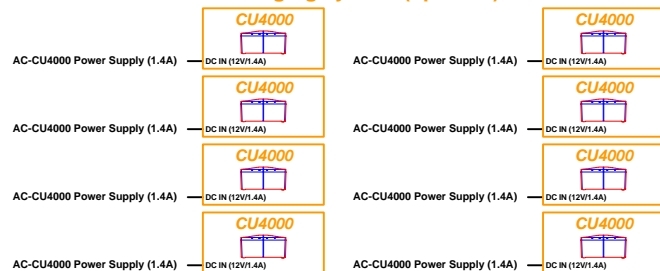 CU4000 CU4000
AC-CU4000 Power Supply (1.4A) DC IN (12V/1.4A) AC-CU4000 Power Supply (1.4A) DC IN (12V/1.4A)
CU4000 CU4000
AC-CU4000 Power Supply (1.4A) DC IN (12V/1.4A) AC-CU4000 Power Supply (1.4A) DC IN (12V/1.4A)
CU4000 CU4000
AC-CU4000 Power Supply (1.4A) DC IN (12V/1.4A) AC-CU4000 Power Supply (1.4A) DC IN (12V/1.4A)
CU4000 CU4000
AC-CU4000 Power Supply (1.4A) DC IN (12V/1.4A) AC-CU4000 Power Supply (1.4A) DC IN (12V/1.4A)